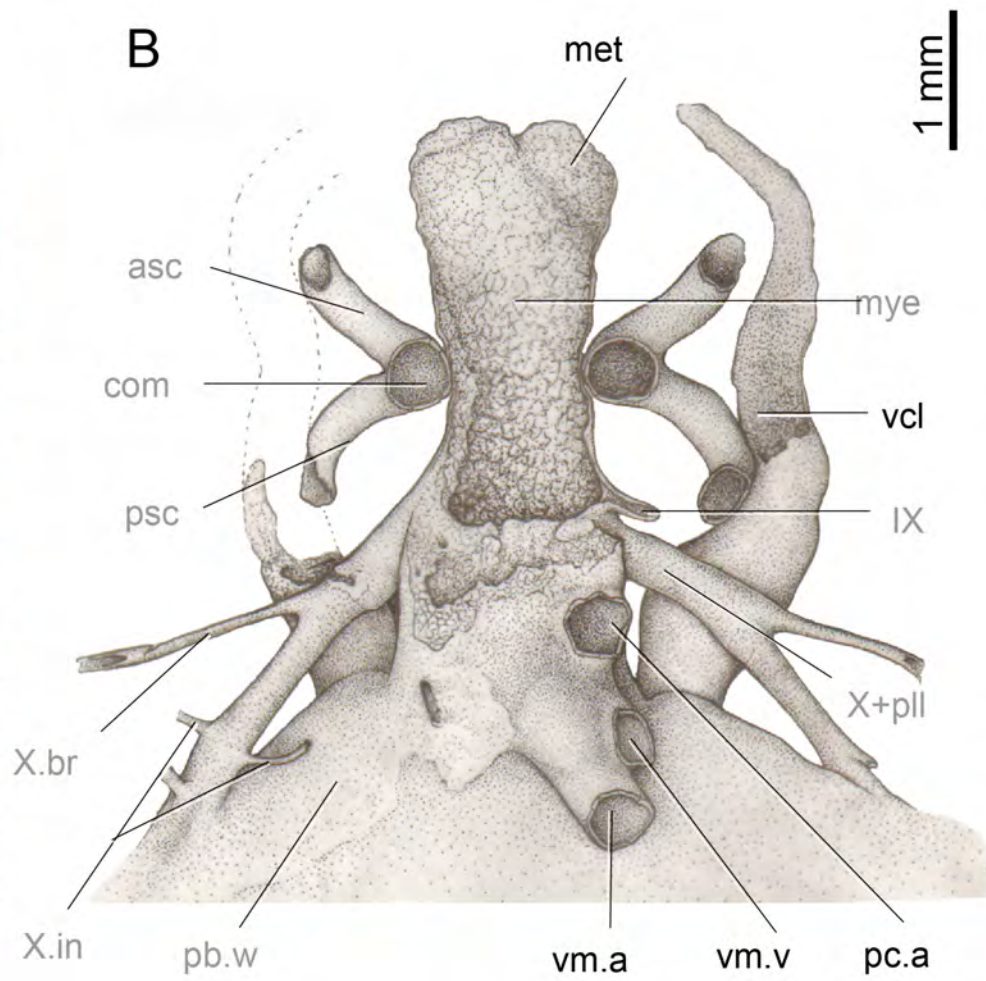 B
met
1 mm
asc
mye
com
vcl
psc
IX
X+pll
X.br
X.in
pb.w
vm.a
vm.v
pc.a